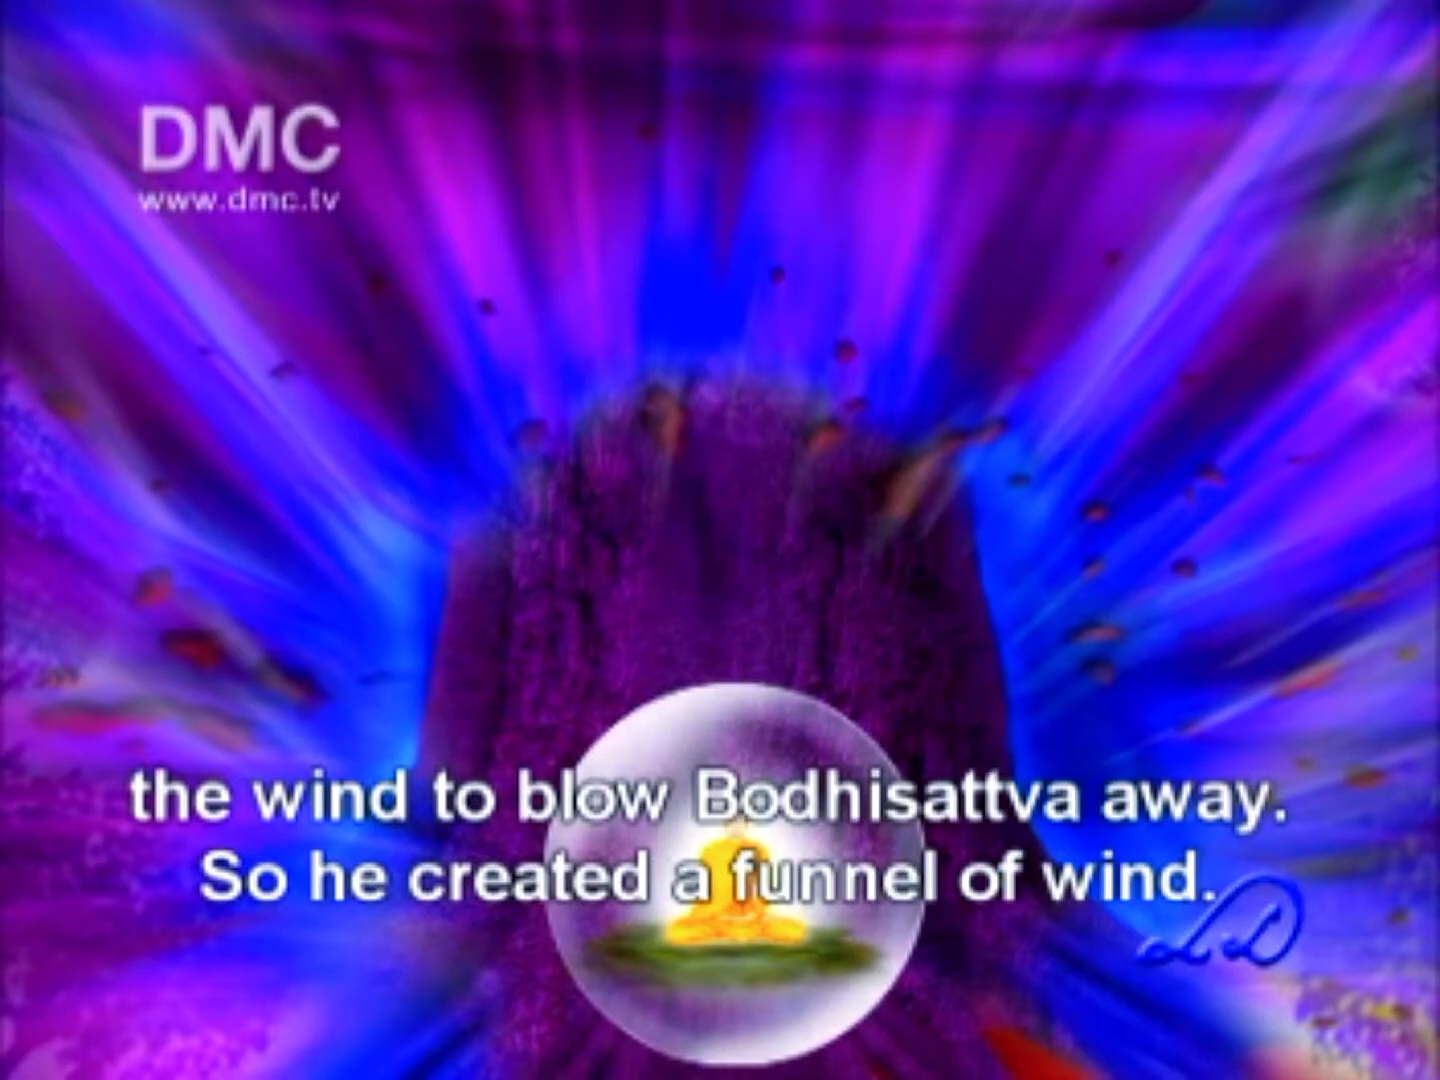 DMC
www.dmc.tv
the wind to blow Bodhisattva away.
So he created a funnel of wind.